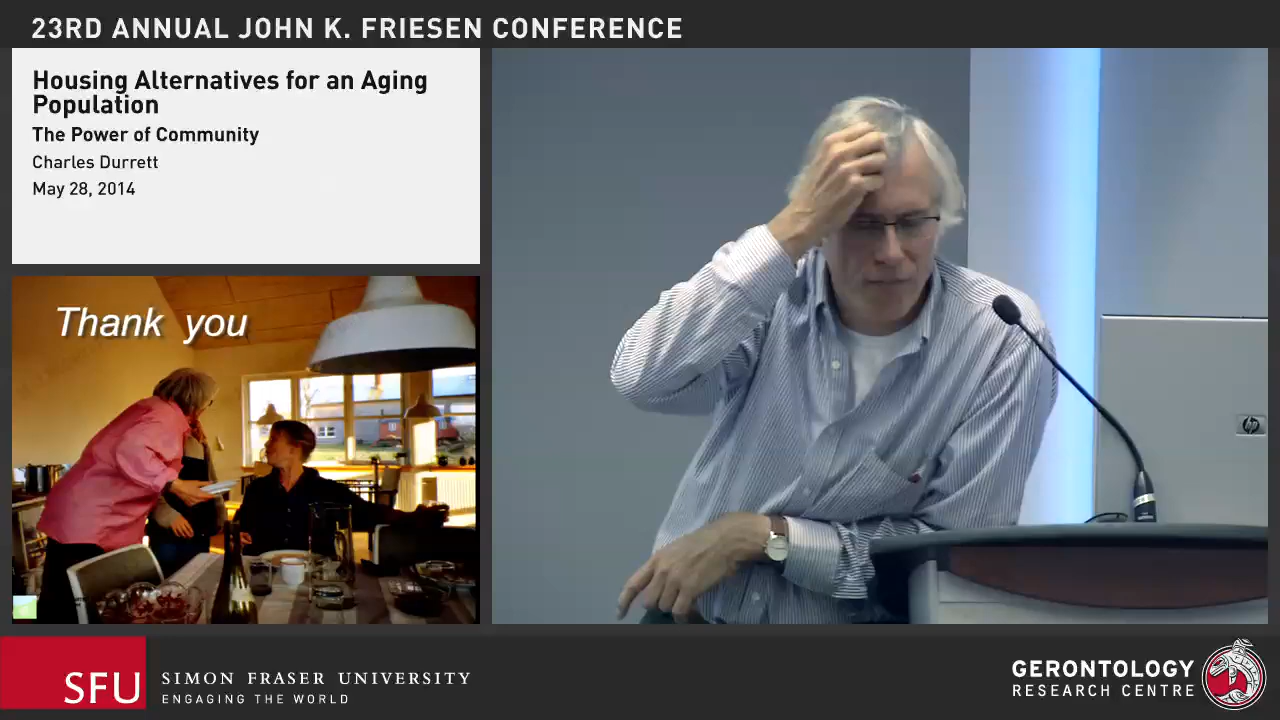 23RD ANNUAL JOHN K. FRIESEN CONFERENCE
Housing Alternatives for an Aging
Population
The Power of Community
Charles Durrett
May 28, 2014
Thank you
hp
SFU
SIMON FRASER UNIVERSITY
ENGAGING THE WORLD
GERONTOLOGY
RESEARCH CENTRE